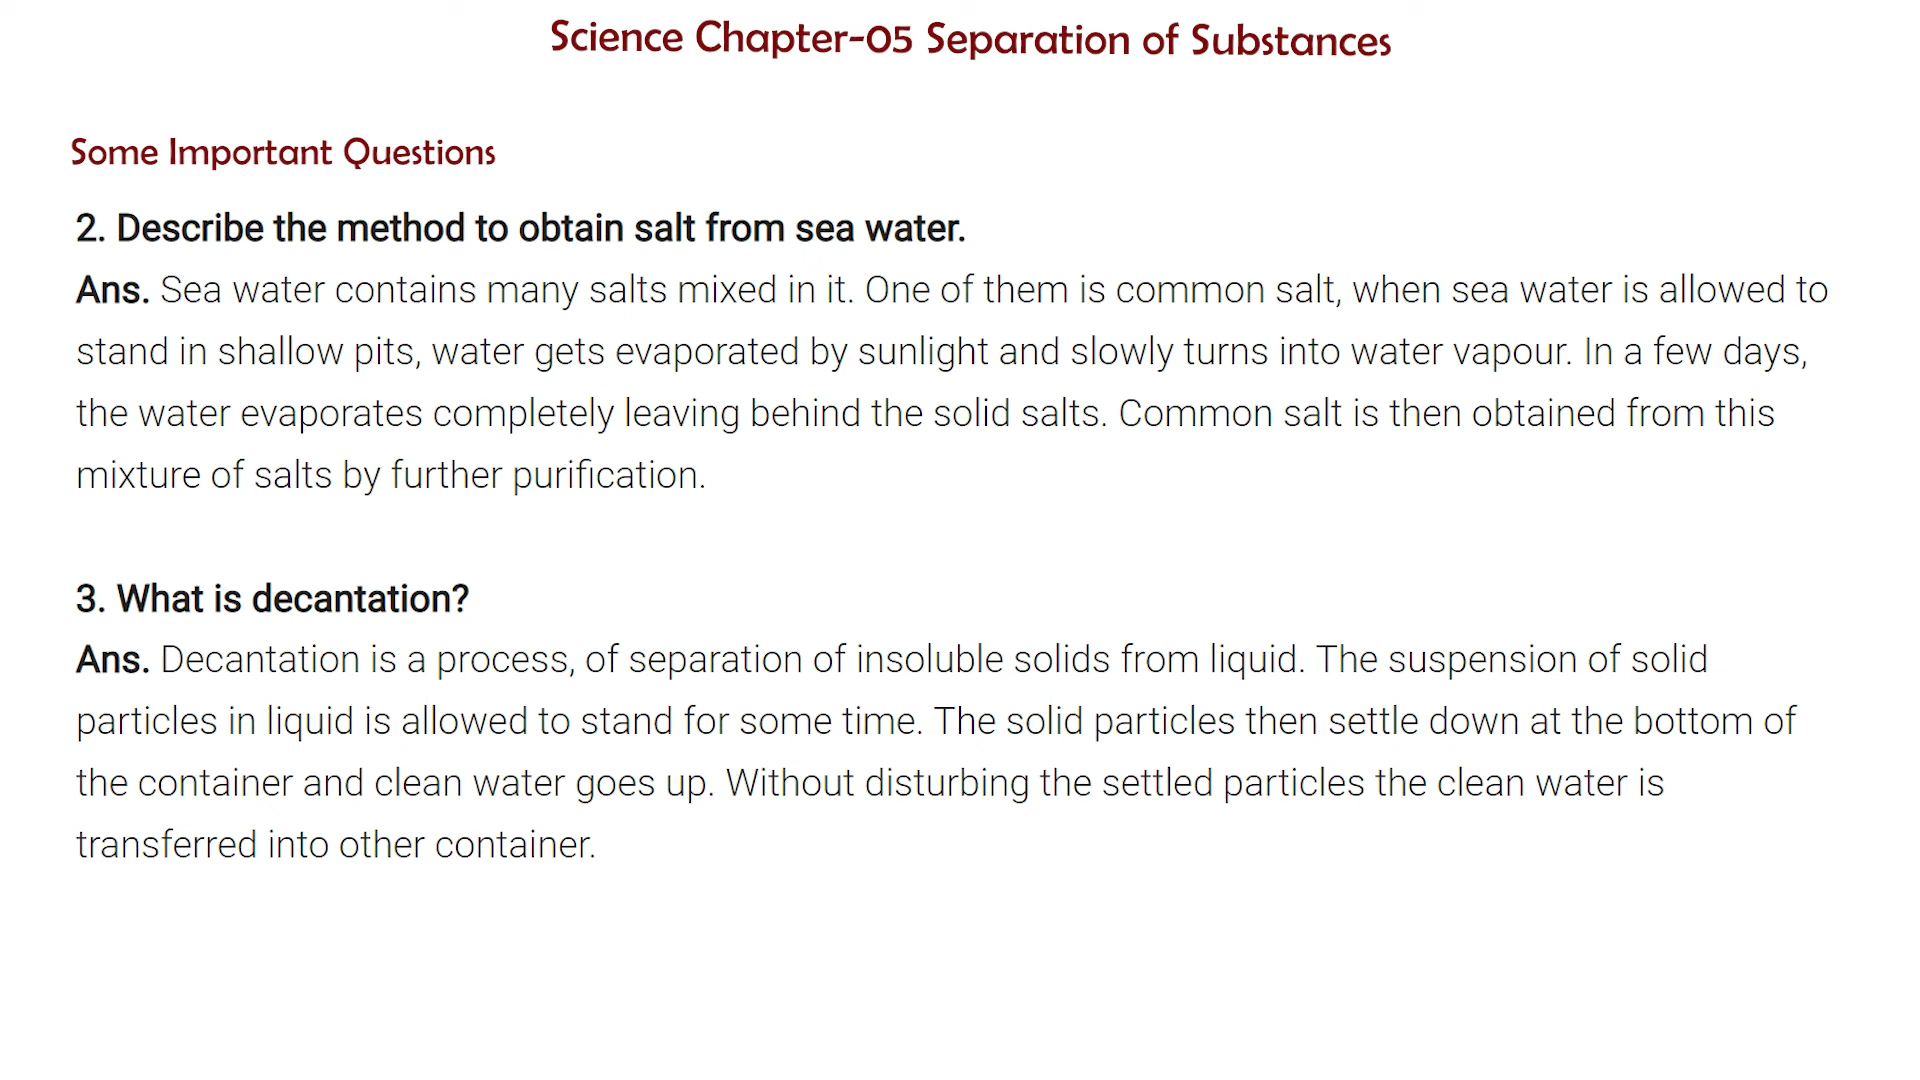 Science Chapter-05 Separation of Substances
Some Important Questions
2. Describe the method to obtain salt from sea water.
Ans. Sea water contains many salts mixed in it. One of them is common salt, when sea water is allowed to
stand in shallow pits, water gets evaporated by sunlight and slowly turns into water vapour. In a few days,
the water evaporates completely leaving behind the solid salts. Common salt is then obtained from this
mixture of salts by further purification.
3. What is decantation?
Ans. Decantation is a process, of separation of insoluble solids from liquid. The suspension of solid
particles in liquid is allowed to stand for some time. The solid particles then settle down at the bottom of
the container and clean water goes up. Without disturbing the settled particles the clean water is
transferred into other container.